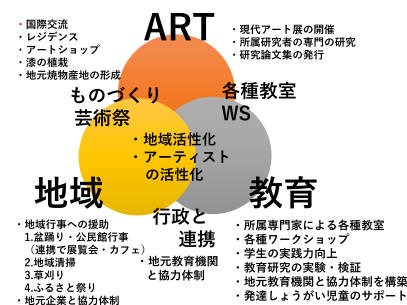 ART
・国際交流
・レジデンス
・アートショップ
・漆の植栽
・地元焼物産地の形成
・現代アート展の開催
・所属研究者の専門の研究
・研究論文集の発行
ものづくり
芸術祭
各種教室
WS
・地域活性化
・アーティスト
の活性化
地域
教育
行政と
連携
・地元教育機関
と協力体制
・地域行事への援助
1.盆踊り・公民館行事
（連携で展覧会・カフェ）
2.地域清掃
3.草刈り
4.ふるさと祭り
・地元企業と協力体制
・所属専門家による各種教室
・各種ワークショップ
・学生の実践力向上
・教育研究の実験・検証
・地元教育機関と協力体制を構築
・発達しょうがい児童のサポート